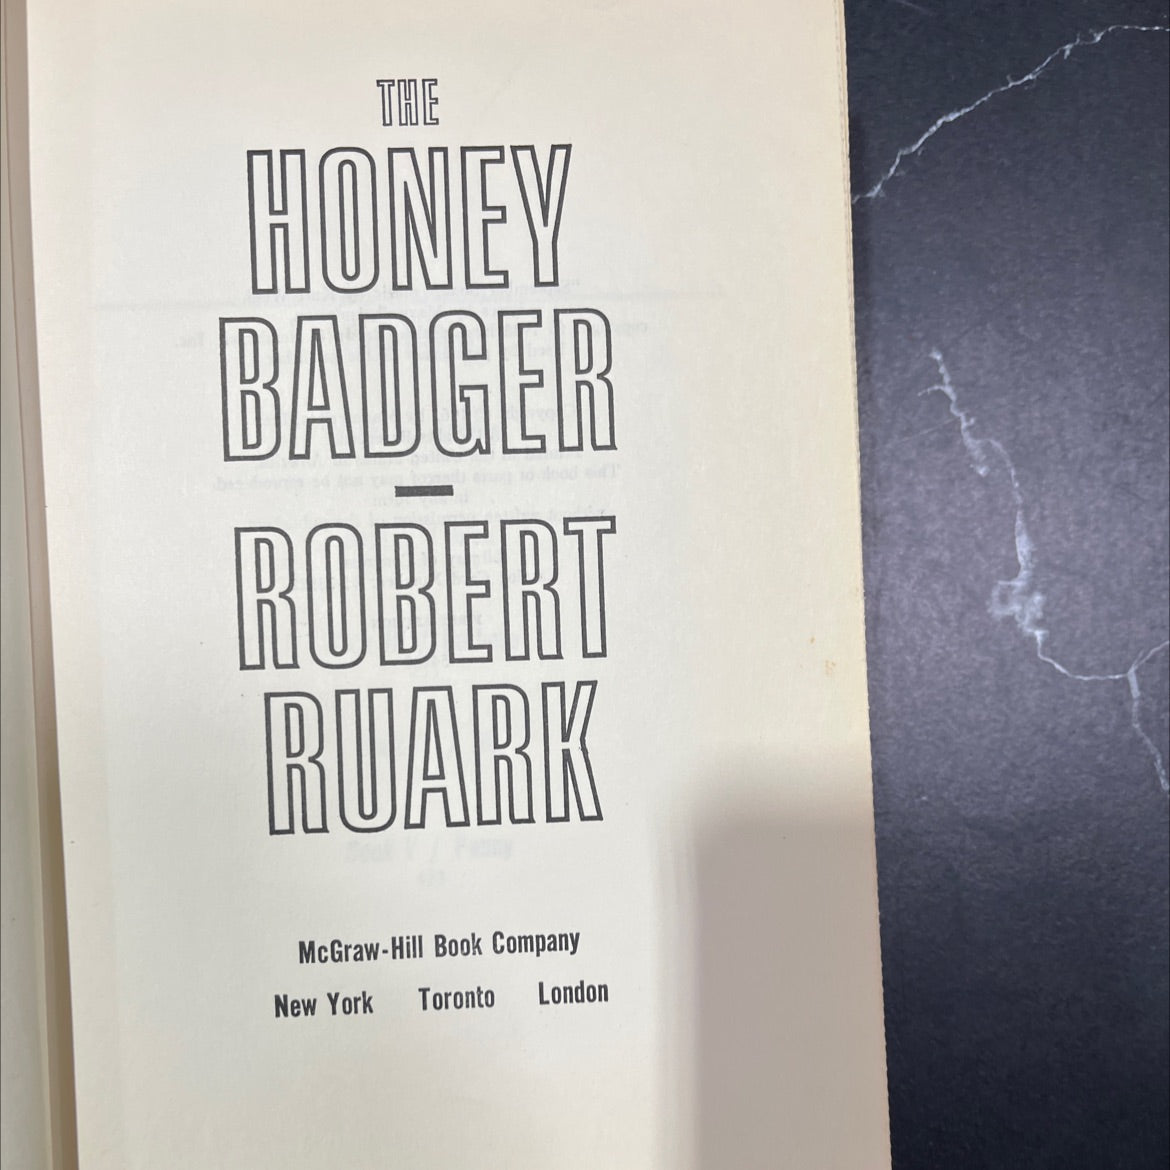 THE
HONEY
BADGER
ROBERT
RUARK
McGraw-Hill Book Company
New York Toronto London